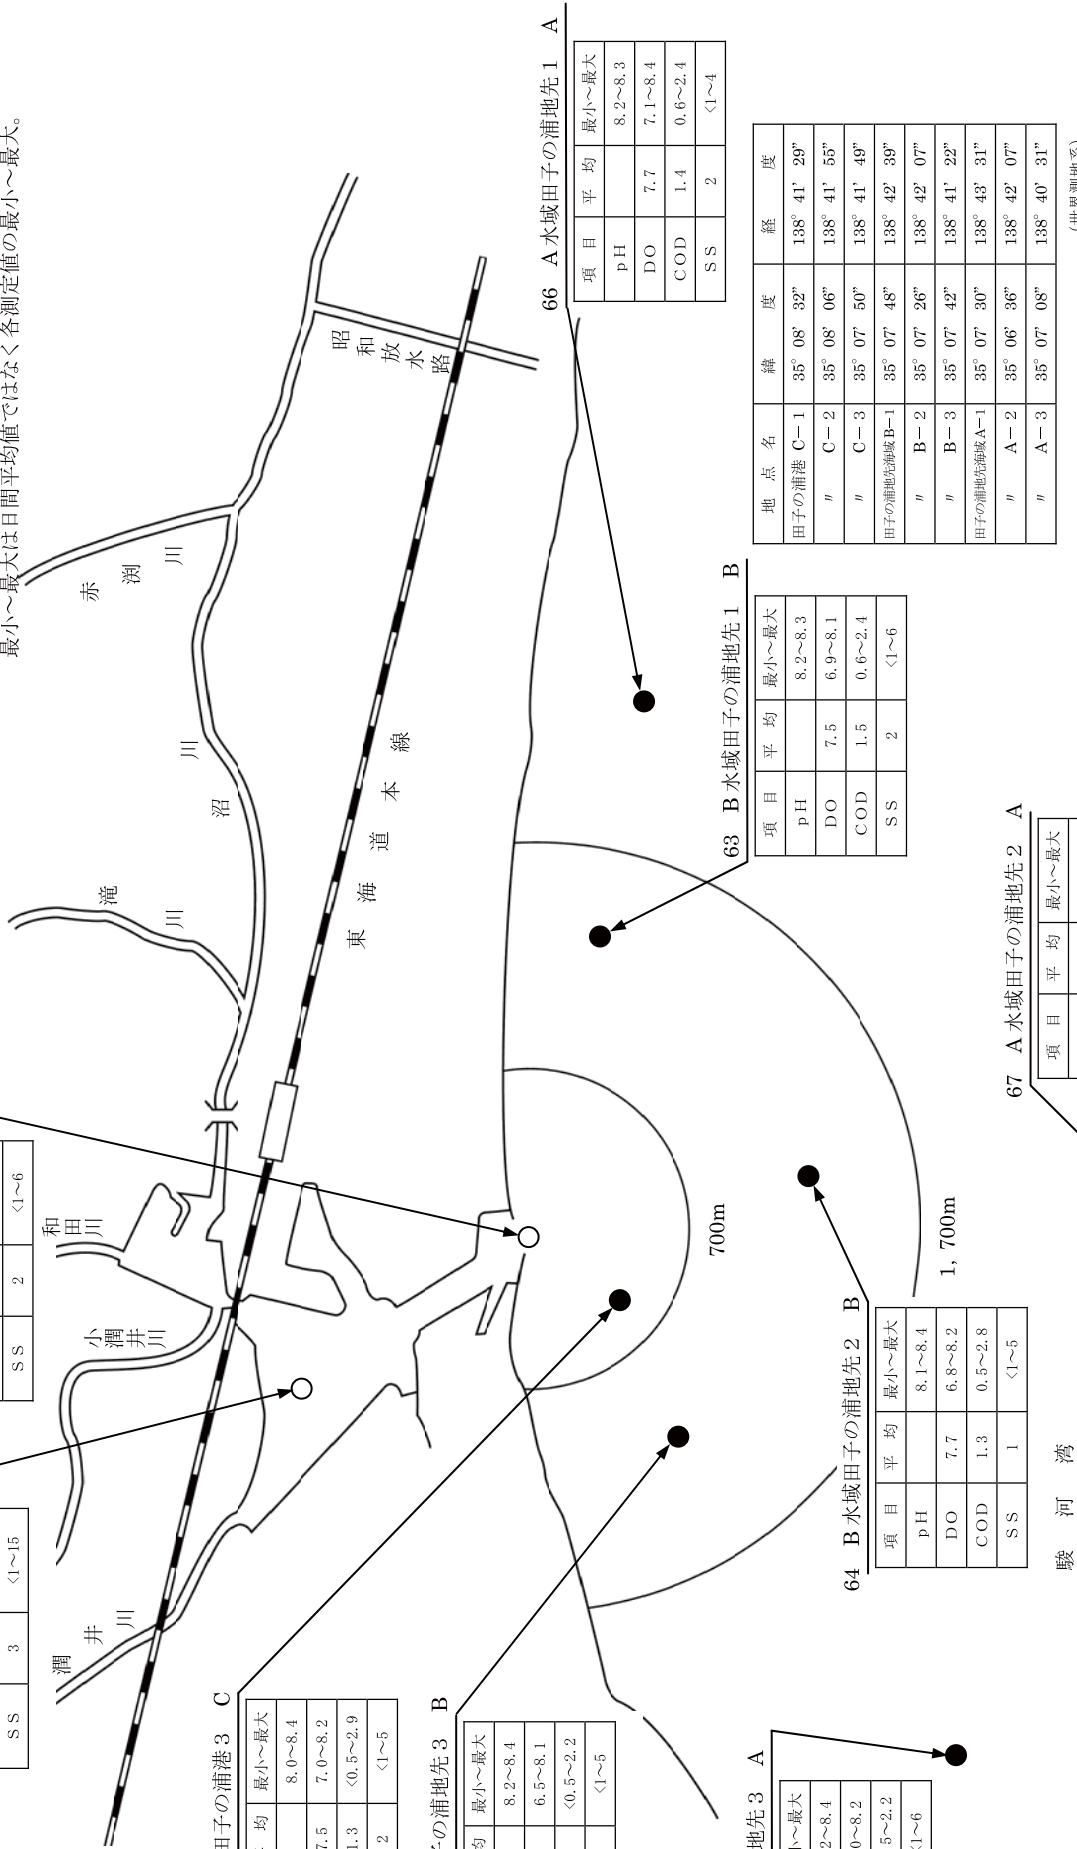 最小～最大は日間平均値ではなく各測定値の最小～最大。
赤渕川
昭和放水路
沼川
滝川
東海道本線
和田川
小潤井川
潤井川
ＳＳ 2 <1～6
ＳＳ 3 <1～15
66 A水域田子の浦地先１ A
項目 平均 最小～最大
ｐH 8.2～8.3
DO 7.7 7.1～8.4
COD 1.4 0.6～2.4
ＳＳ 2 <1～4
地点名 緯度 経度
田子の浦港 C－1 35° 08’ 32” 138° 41’ 29”
〃 C－2 35° 08’ 06” 138° 41’ 55”
〃 C－3 35° 07’ 50” 138° 41’ 49”
田子の浦地先海域B－1 35° 07’ 48” 138° 42’ 39”
〃 B－2 35° 07’ 26” 138° 42’ 07”
〃 B－3 35° 07’ 42” 138° 41’ 22”
田子の浦地先海域A－1 35° 07’ 30” 138° 43’ 31”
〃 A－2 35° 06’ 36” 138° 42’ 07”
〃 A－3 35° 07’ 08” 138° 40’ 31”
（世界測地系）
63 B水域田子の浦地先１ B
項目 平均 最小～最大
ｐH 8.2～8.3
DO 7.5 6.9～8.1
COD 1.5 0.6～2.4
ＳＳ 2 <1～6
67 A水域田子の浦地先２ A
項目 平均 最小～最大
700m
1,700m
64 B水域田子の浦地先２ B
項目 平均 最小～最大
ｐH 8.1～8.4
DO 7.7 6.8～8.2
COD 1.3 0.5～2.8
ＳＳ 1 <1～5
駿河湾
田子の浦港３ C
均 最小～最大
8.0～8.4
7.5 7.0～8.2
1.3 <0.5～2.9
2 <1～5
子の浦地先３ B
均 最小～最大
8.2～8.4
6.5～8.1
<0.5～2.2
<1～5
地先３ A
小～最大
2～8.4
0～8.2
5～2.2
<1～6